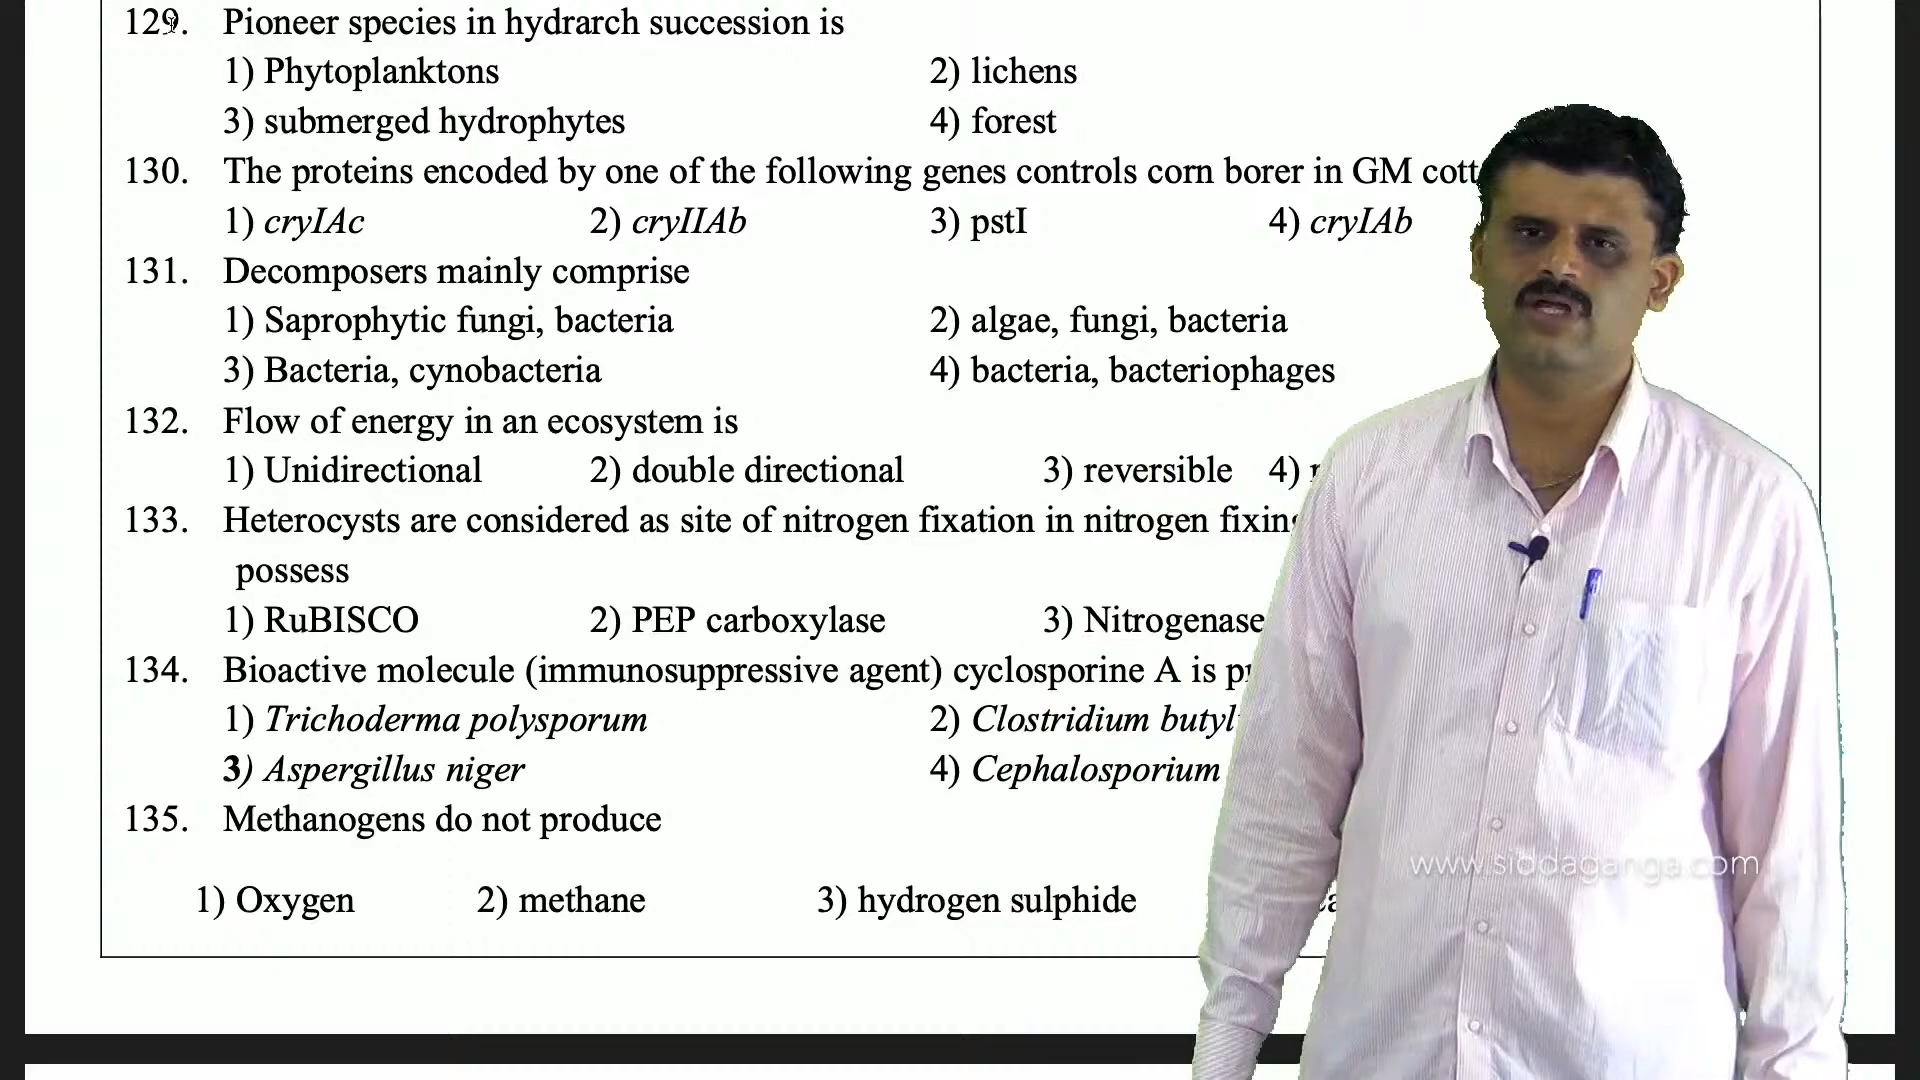 129. Pioneer species in hydrarch succession is
1) Phytoplanktons 2) lichens
3) submerged hydrophytes 4) forest
130. The proteins encoded by one of the following genes controls corn borer in GM
1) cryIAc 2) cryIIAb 3) pstI 4) cryIAb
131. Decomposers mainly comprise
1) Saprophytic fungi, bacteria 2) algae, fungi, bacteria
3) Bacteria, cynobacteria 4) bacteria, bacteriophages
132. Flow of energy in an ecosystem is
1) Unidirectional 2) double directional 3) reversible 4)
133. Heterocysts are considered as site of nitrogen fixation in nitrogen
possess
1) RuBISCO 2) PEP carboxylase 3) Nitrogenase
134. Bioactive molecule (immunosuppressive agent) cyclosporine A is
1) Trichoderma polysporum 2) Clostridium
3) Aspergillus niger 4) Cephalosporium
135. Methanogens do not produce
www.siddaganga.com
1) Oxygen 2) methane 3) hydrogen sulphide